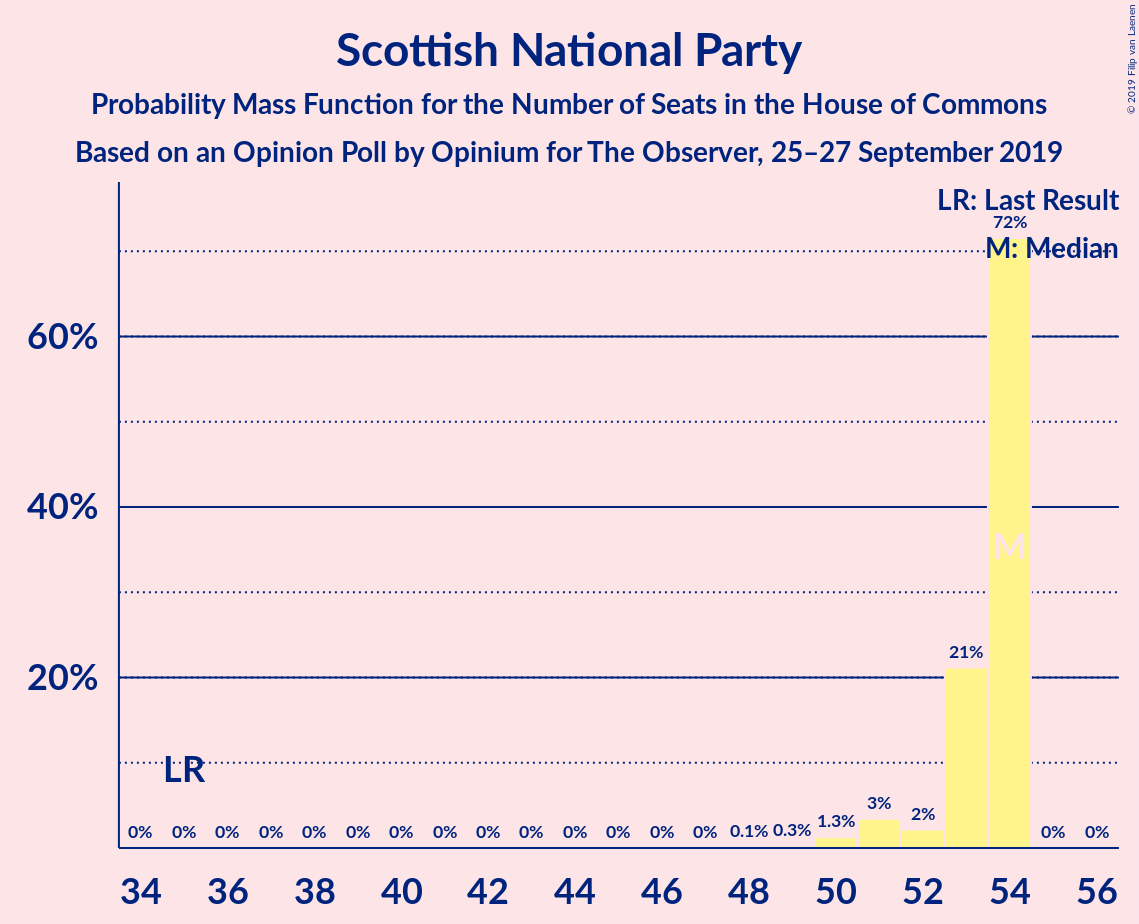 Scottish National Party
Probability Mass Function for the Number of Seats in the House of Commons
Based on an Opinion Poll by Opinium for The Observer, 25–27 September 2019
© 2019 Filip van Laenen
LR: Last Result
72%
M: Median
60%
40%
M
21%
20%
LR
0% 0% 0% 0% 0% 0% 0% 0% 0% 0% 0% 0% 0% 0% 0.1% 0.3% 1.3% 3% 2% 0% 0%
34 36 38 40 42 44 46 48 50 52 54 56